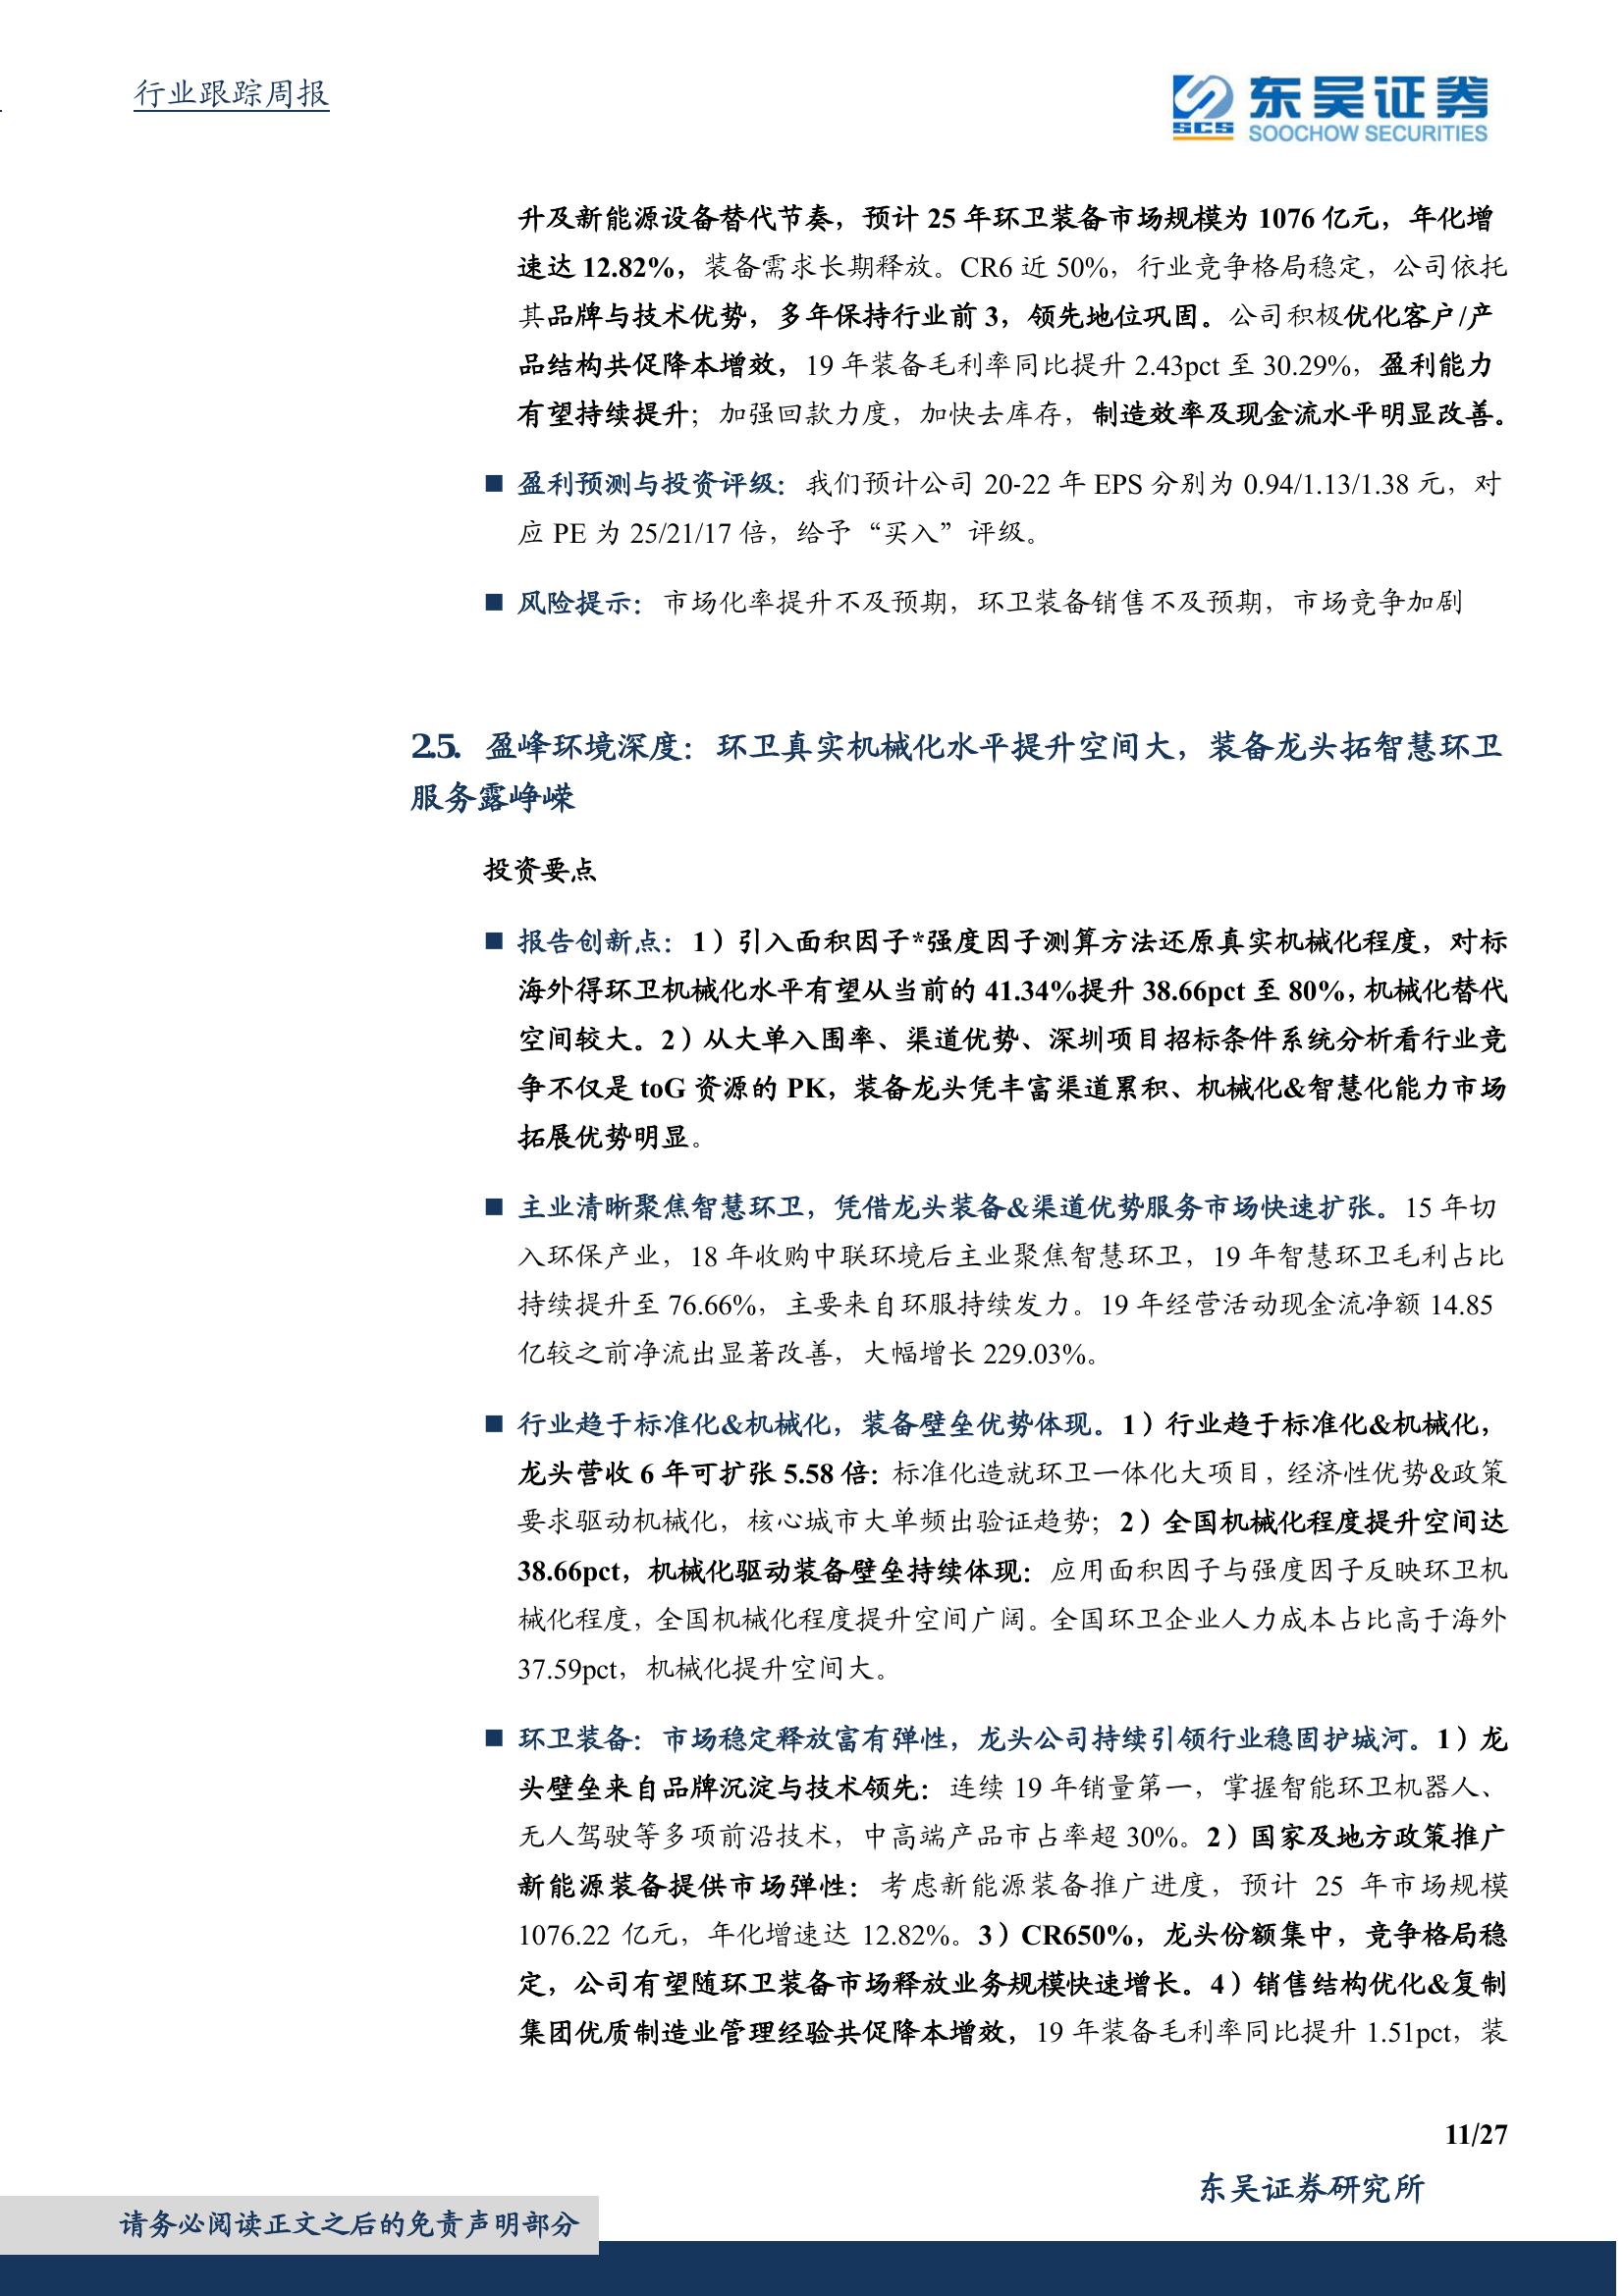 行业跟踪周报
东吴证券
SCS
SOOCHOW SECURITIES
升及新能源设备替代节奏，预计 25 年环卫装备市场规模为 1076 亿元，年化增
速达 12.82%，装备需求长期释放。CR6 近 50%，行业竞争格局稳定，公司依托
其品牌与技术优势，多年保持行业前 3，领先地位巩固。公司积极优化客户/产
品结构共促降本增效，19 年装备毛利率同比提升 2.43pct 至 30.29%，盈利能力
有望持续提升；加强回款力度，加快去库存，制造效率及现金流水平明显改善。
■ 盈利预测与投资评级：我们预计公司 20-22 年 EPS 分别为 0.94/1.13/1.38 元，对
应 PE 为 25/21/17 倍，给予“买入”评级。
■ 风险提示：市场化率提升不及预期，环卫装备销售不及预期，市场竞争加剧
2.5. 盈峰环境深度：环卫真实机械化水平提升空间大，装备龙头拓智慧环卫
服务露峥嵘
投资要点
■ 报告创新点：1）引入面积因子*强度因子测算方法还原真实机械化程度，对标
海外得环卫机械化水平有望从当前的 41.34%提升 38.66pct 至 80%，机械化替代
空间较大。2）从大单入围率、渠道优势、深圳项目招标条件系统分析看行业竞
争不仅是 toG 资源的 PK，装备龙头凭丰富渠道累积、机械化&智慧化能力市场
拓展优势明显。
■ 主业清晰聚焦智慧环卫，凭借龙头装备&渠道优势服务市场快速扩张。15 年切
入环保产业，18 年收购中联环境后主业聚焦智慧环卫，19 年智慧环卫毛利占比
持续提升至 76.66%，主要来自环服持续发力。19 年经营活动现金流净额 14.85
亿较之前净流出显著改善，大幅增长 229.03%。
■ 行业趋于标准化&机械化，装备壁垒优势体现。1）行业趋于标准化&机械化，
龙头营收 6 年可扩张 5.58 倍：标准化造就环卫一体化大项目，经济性优势&政策
要求驱动机械化，核心城市大单频出验证趋势；2）全国机械化程度提升空间达
38.66pct，机械化驱动装备壁垒持续体现：应用面积因子与强度因子反映环卫机
械化程度，全国机械化程度提升空间广阔。全国环卫企业人力成本占比高于海外
37.59pct，机械化提升空间大。
■ 环卫装备：市场稳定释放富有弹性，龙头公司持续引领行业稳固护城河。1）龙
头壁垒来自品牌沉淀与技术领先：连续 19 年销量第一，掌握智能环卫机器人、
无人驾驶等多项前沿技术，中高端产品市占率超 30%。2）国家及地方政策推广
新能源装备提供市场弹性：考虑新能源装备推广进度，预计 25 年市场规模
1076.22 亿元，年化增速达 12.82%。3）CR650%，龙头份额集中，竞争格局稳
定，公司有望随环卫装备市场释放业务规模快速增长。4）销售结构优化&复制
集团优质制造业管理经验共促降本增效，19 年装备毛利率同比提升 1.51pct，装
11/27
东吴证券研究所
请务必阅读正文之后的免责声明部分